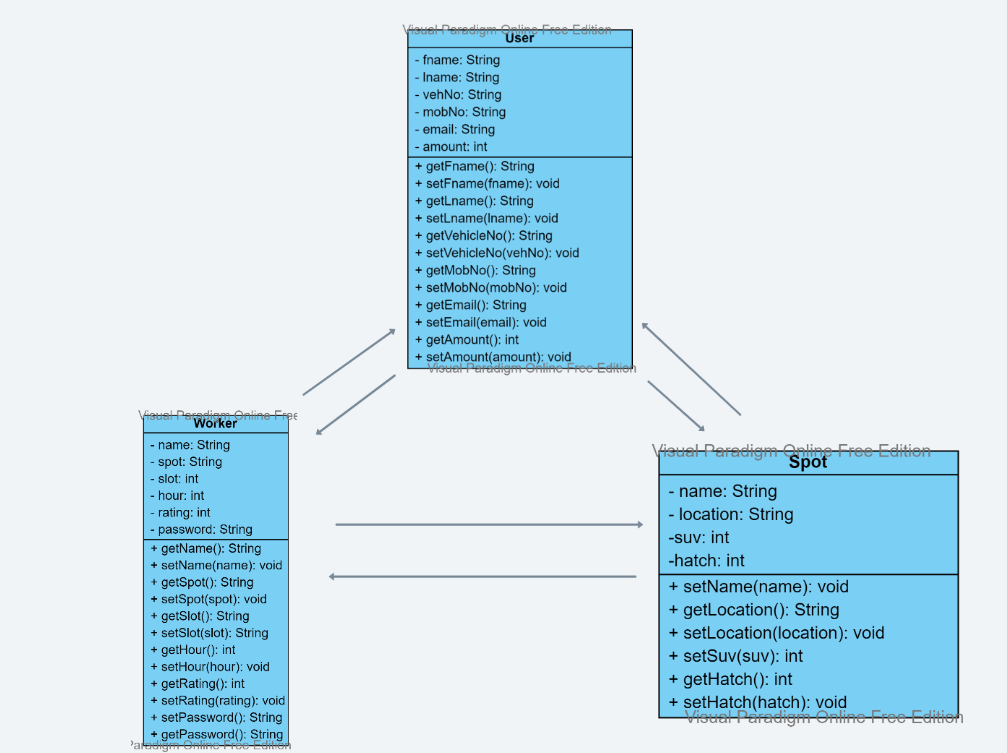 Visual Paradigm Online Free Edition
User
- fname: String
- lname: String
- vehNo: String
- mobNo: String
- email: String
- amount: int
+ getFname(): String
+ setFname(fname): void
+ getLname(): String
+ setLname(lname): void
+ getVehicleNo(): String
+ setVehicleNo(vehNo): void
+ getMobNo(): String
+ setMobNo(mobNo): void
+ getEmail(): String
+ setEmail(email): void
+ getAmount(): int
+ setAmount(amount): void
Visual Paradigm Online Free Edition
Visual Paradigm Online Free
Worker
- name: String
- spot: String
- slot: int
- hour: int
- rating: int
- password: String
+ getName(): String
+ setName(name): void
+ getSpot(): String
+ setSpot(spot): void
+ getSlot(): String
+ setSlot(slot): String
+ getHour(): int
+ setHour(hour): void
+ getRating(): int
+ setRating(rating): void
+ setPassword(): String
+ getPassword(): String
Paradigm Online Free Edition
Visual Paradigm Online Free Edition
Spot
- name: String
- location: String
-suv: int
-hatch: int
+ setName(name): void
+ getLocation(): String
+ setLocation(location): void
+ setSuv(suv): int
+ getHatch(): int
+ setHatch(hatch): void
Visual Paradigm Online Free Edition